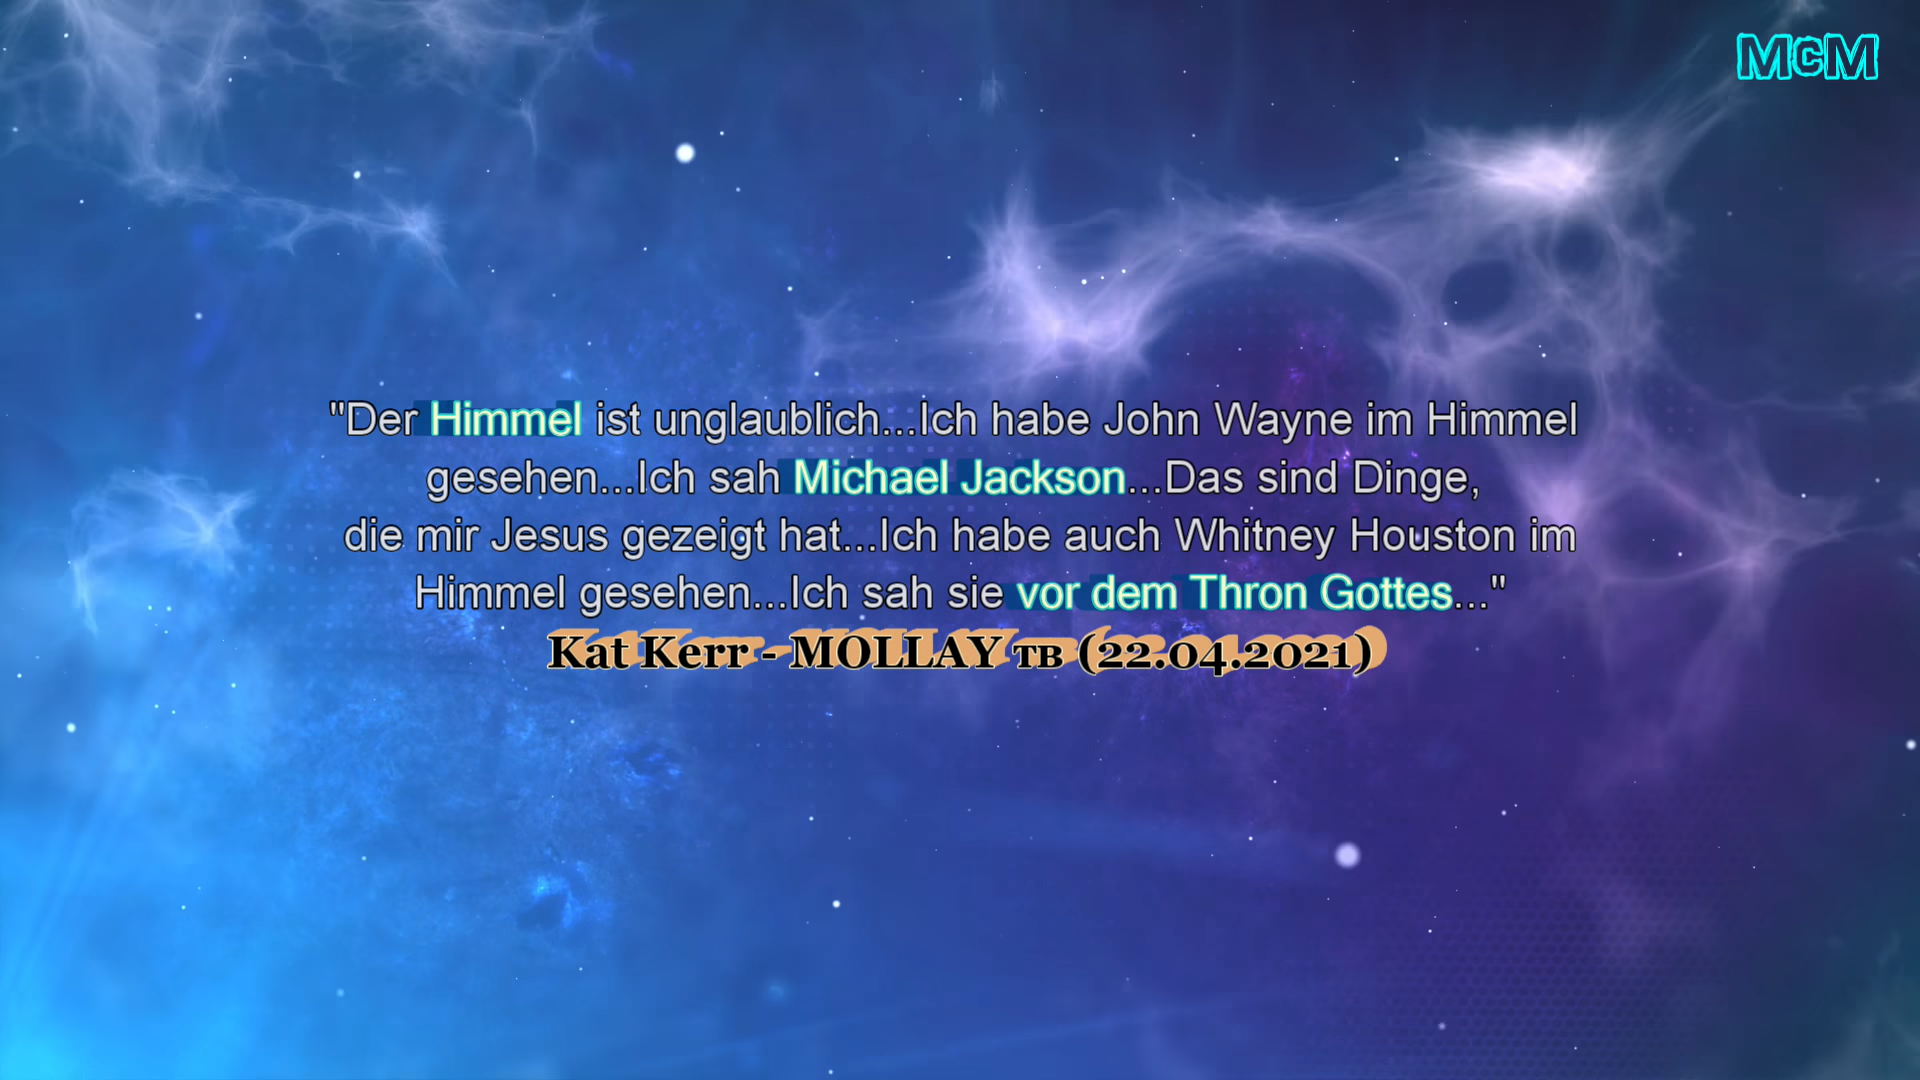 McM
"Der Himmel ist unglaublich...Ich habe John Wayne im Himmel
gesehen...Ich sah Michael Jackson...Das sind Dinge,
die mir Jesus gezeigt hat...Ich habe auch Whitney Houston im
Himmel gesehen...Ich sah sie vor dem Thron Gottes..."
Kat Kerr - MOLLAY тв (22.04.2021)